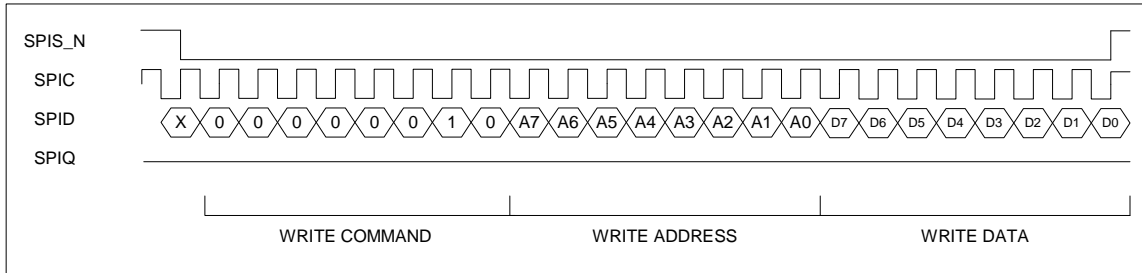 SPIS_N
SPIC
SPID X 0 0 0 0 0 0 1 0 A7 A6 A5 A4 A3 A2 A1 A0 D7 D6 D5 D4 D3 D2 D1 D0
SPIQ
WRITE COMMAND WRITE ADDRESS WRITE DATA